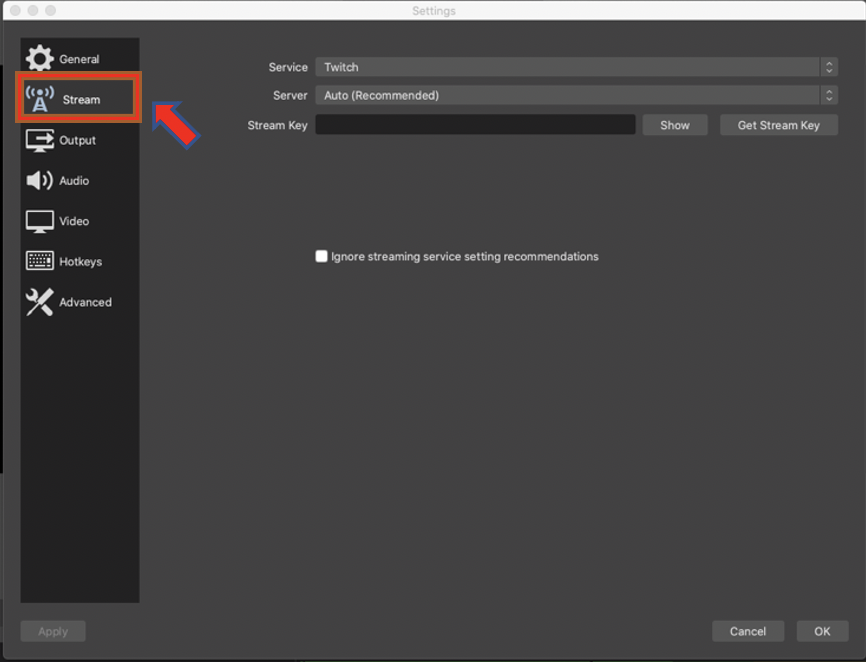 Settings
General
Stream
Output
Audio
Video
Hotkeys
Advanced
Service Twitch
Server Auto (Recommended)
Stream Key Show Get Stream Key
Ignore streaming service setting recommendations
Apply Cancel OK